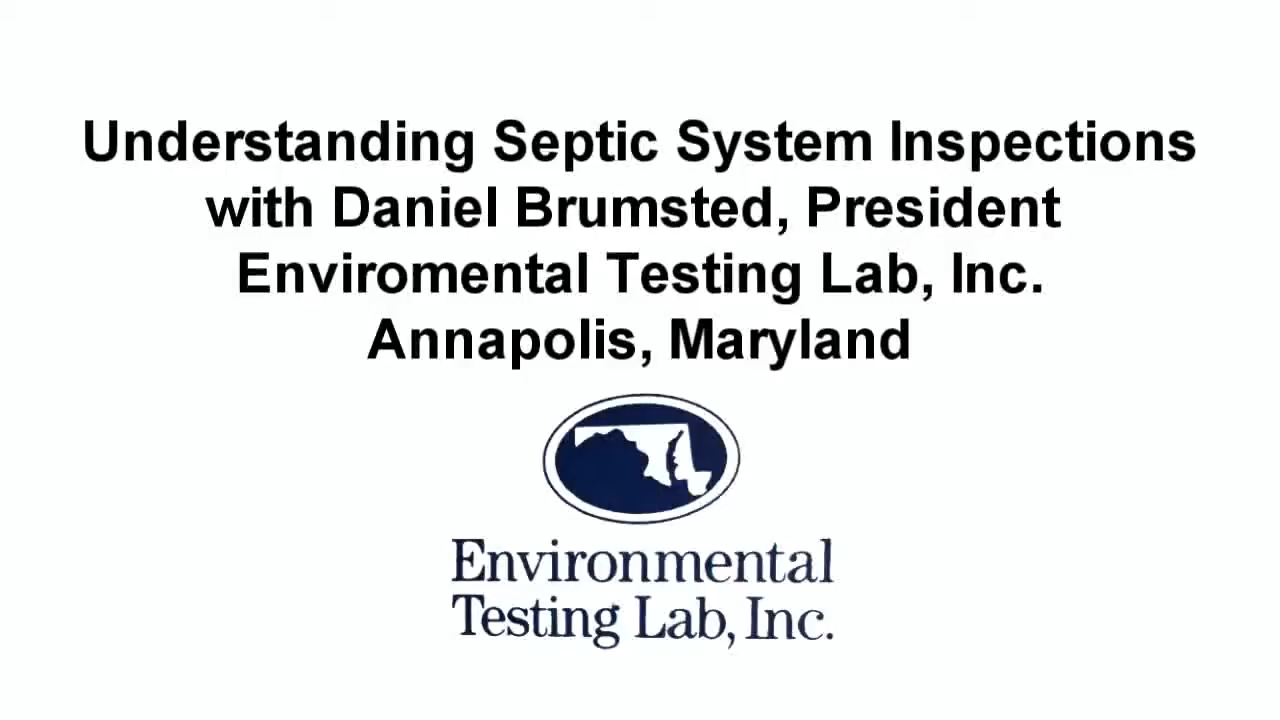 Understanding Septic System Inspections
with Daniel Brumsted, President
Enviromental Testing Lab, Inc.
Annapolis, Maryland
Environmental
Testing Lab, Inc.